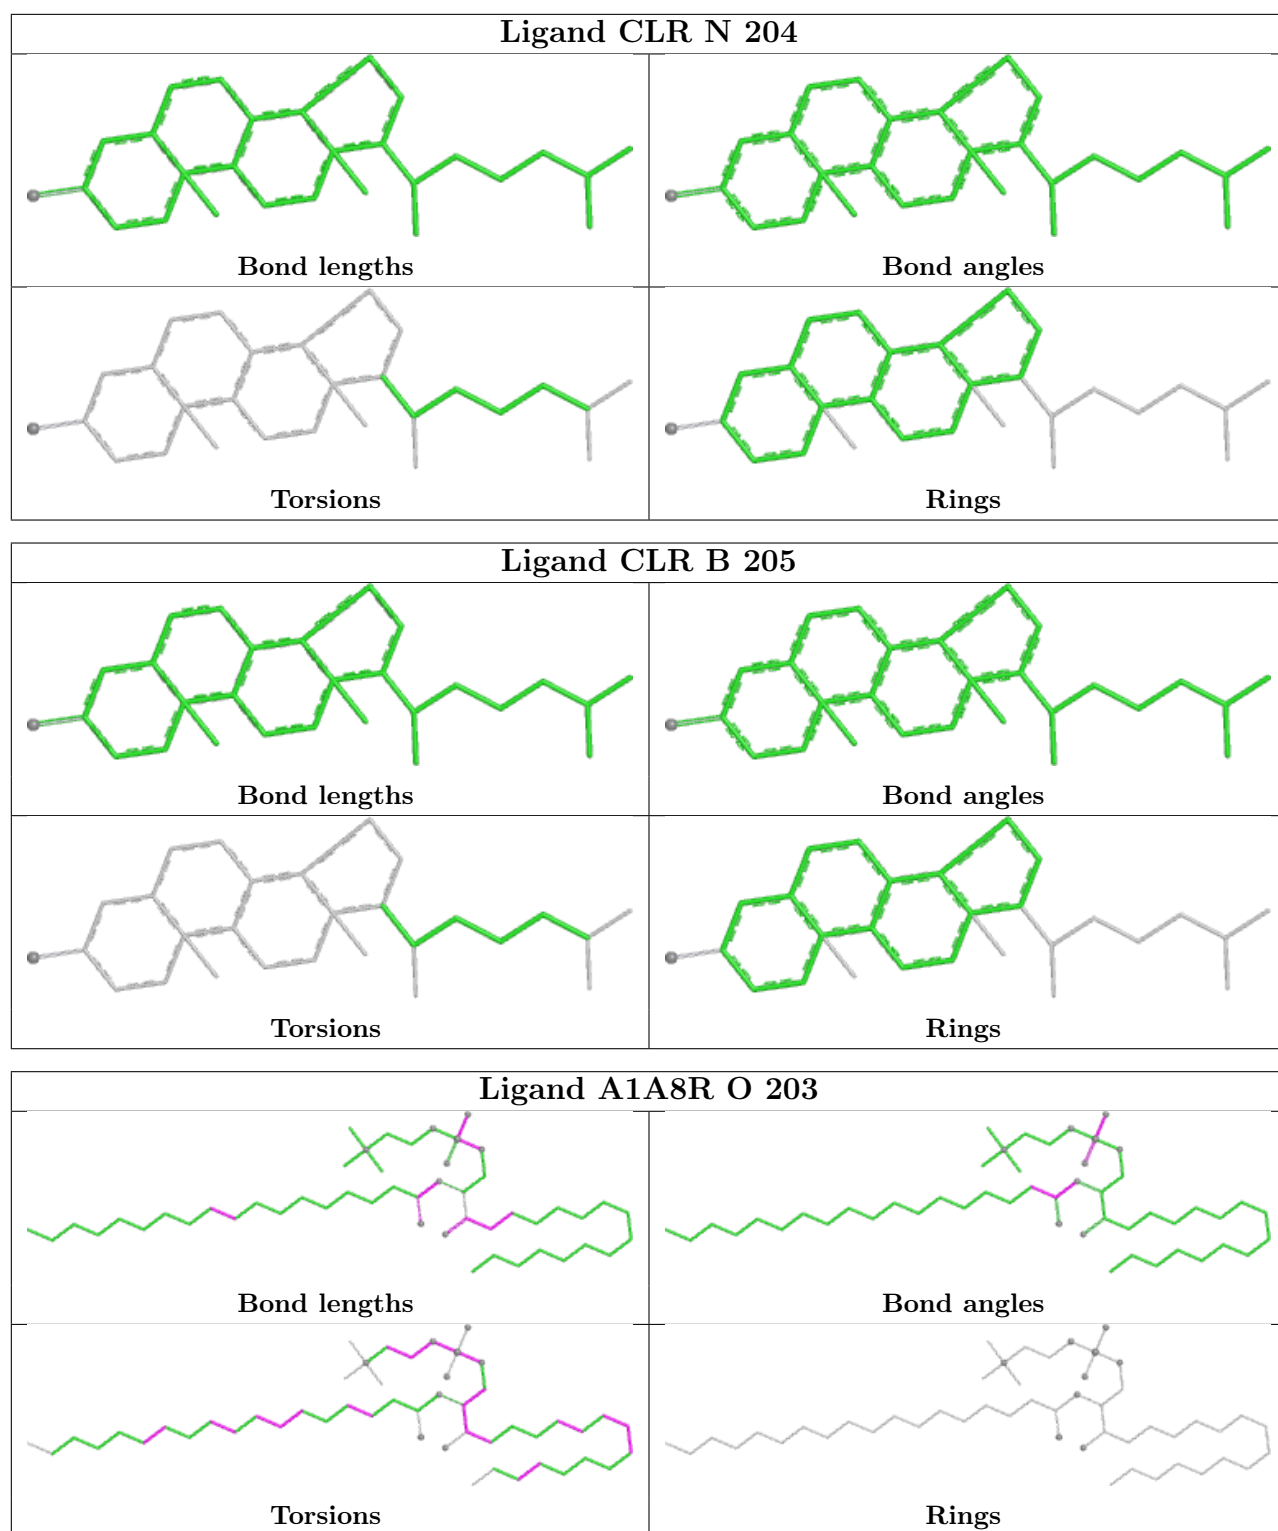 Ligand CLR N 204
Bond lengths
Bond angles
Torsions
Rings
Ligand CLR B 205
Bond lengths
Bond angles
Torsions
Rings
Ligand A1A8R O 203
Bond lengths
Bond angles
Torsions
Rings